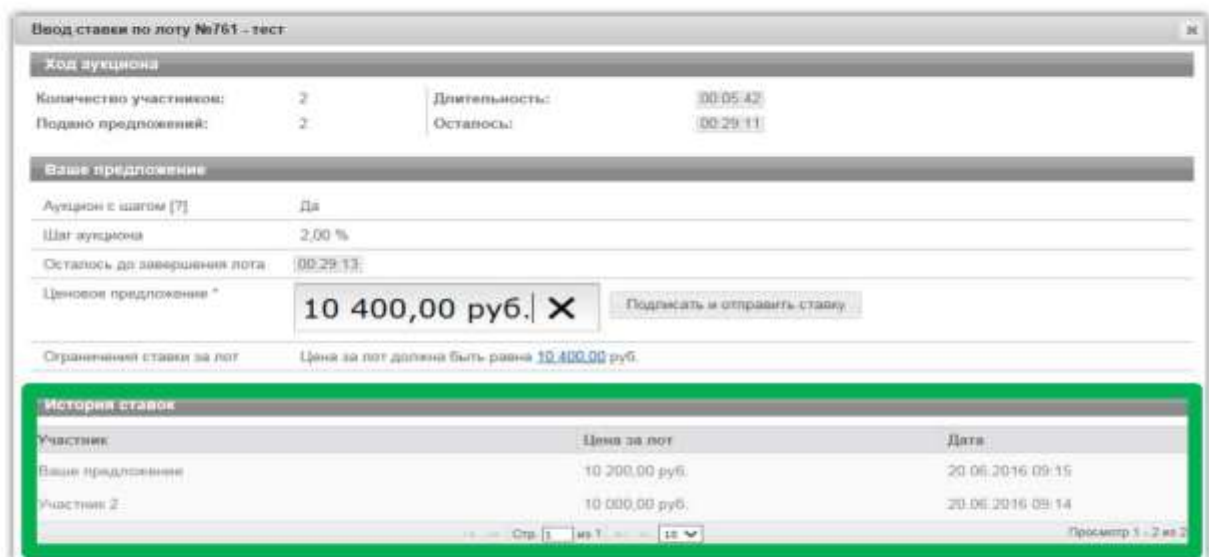 Ввод ставки по лоту №761 - тест
Ход аукциона
Количество участников: 2 Длительность: 00:05:42
Подано предложений: 2 Осталось: 00:29:11
Ваше предложение
Аукцион с шагом [?] Да
Шаг аукциона 2,00 %
Осталось до завершения лота 00:29:13
Ценовое предложение * 10 400,00 руб. Подписать и отправить ставку
Ограничения ставки за лот Цена за лот должна быть равна 10 400,00 руб.
История ставок
Участник Цена за лот Дата
Ваше предложение 10 200,00 руб. 20.06.2016 09:15
Участник 2 10 000,00 руб. 20.06.2016 09:14
Стр. 1 из 1 10 Просмотр 1 - 2 из 2